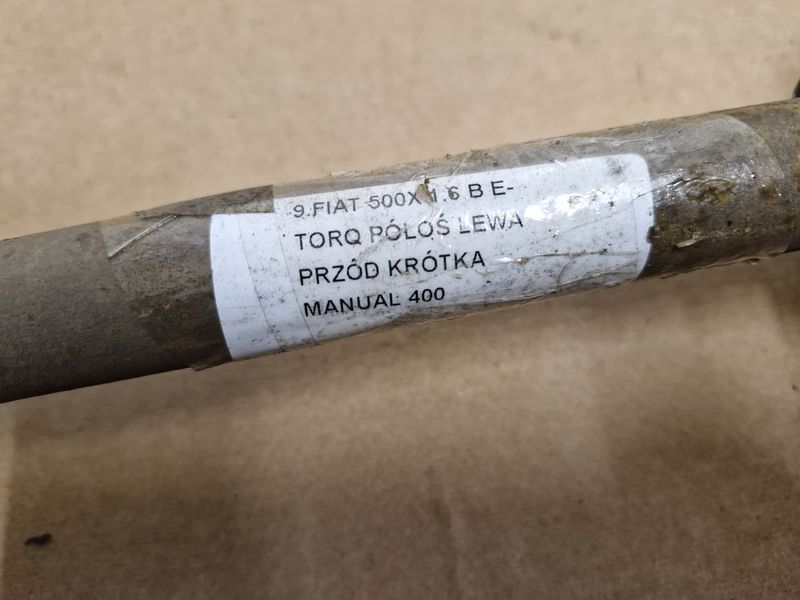 9.FIAT 500X 1.6 B E-
TORQ PÓŁOŚ LEWA
PRZÓD KRÓTKA
MANUAL 400